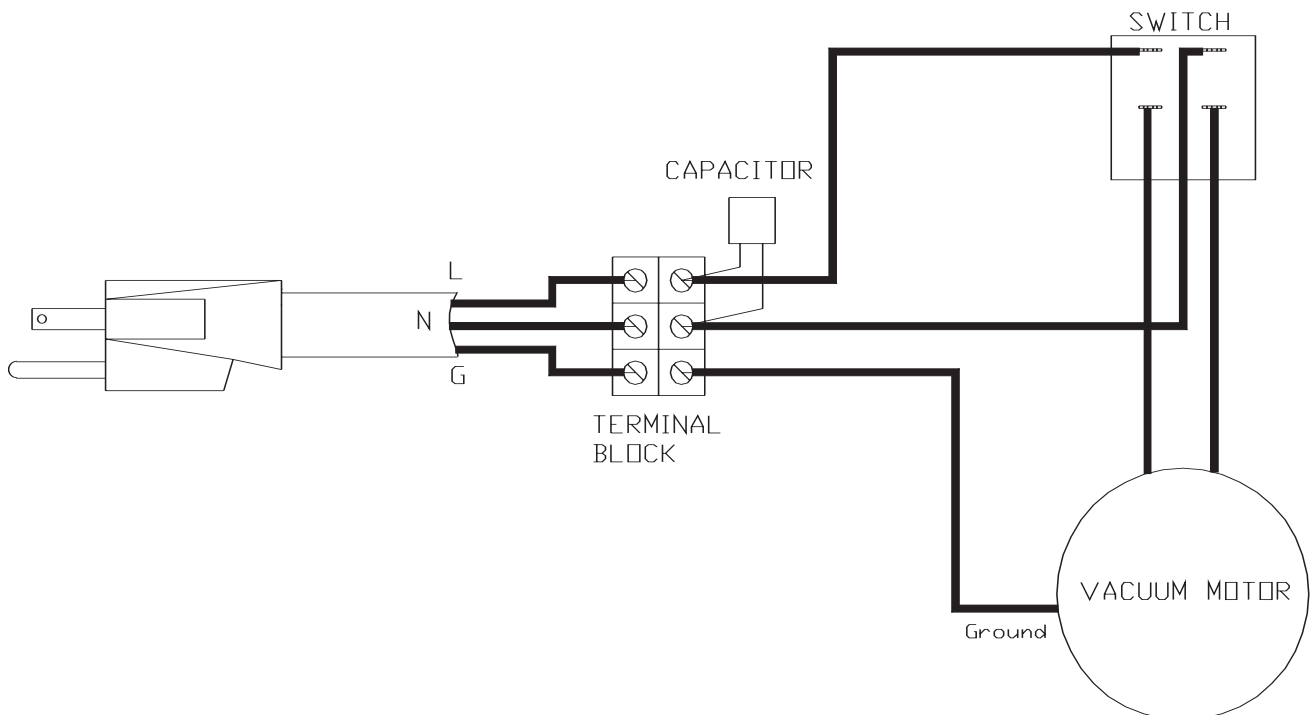 SWITCH
CAPACITOR
L
N
G
TERMINAL
BLOCK
VACUUM MOTOR
Ground